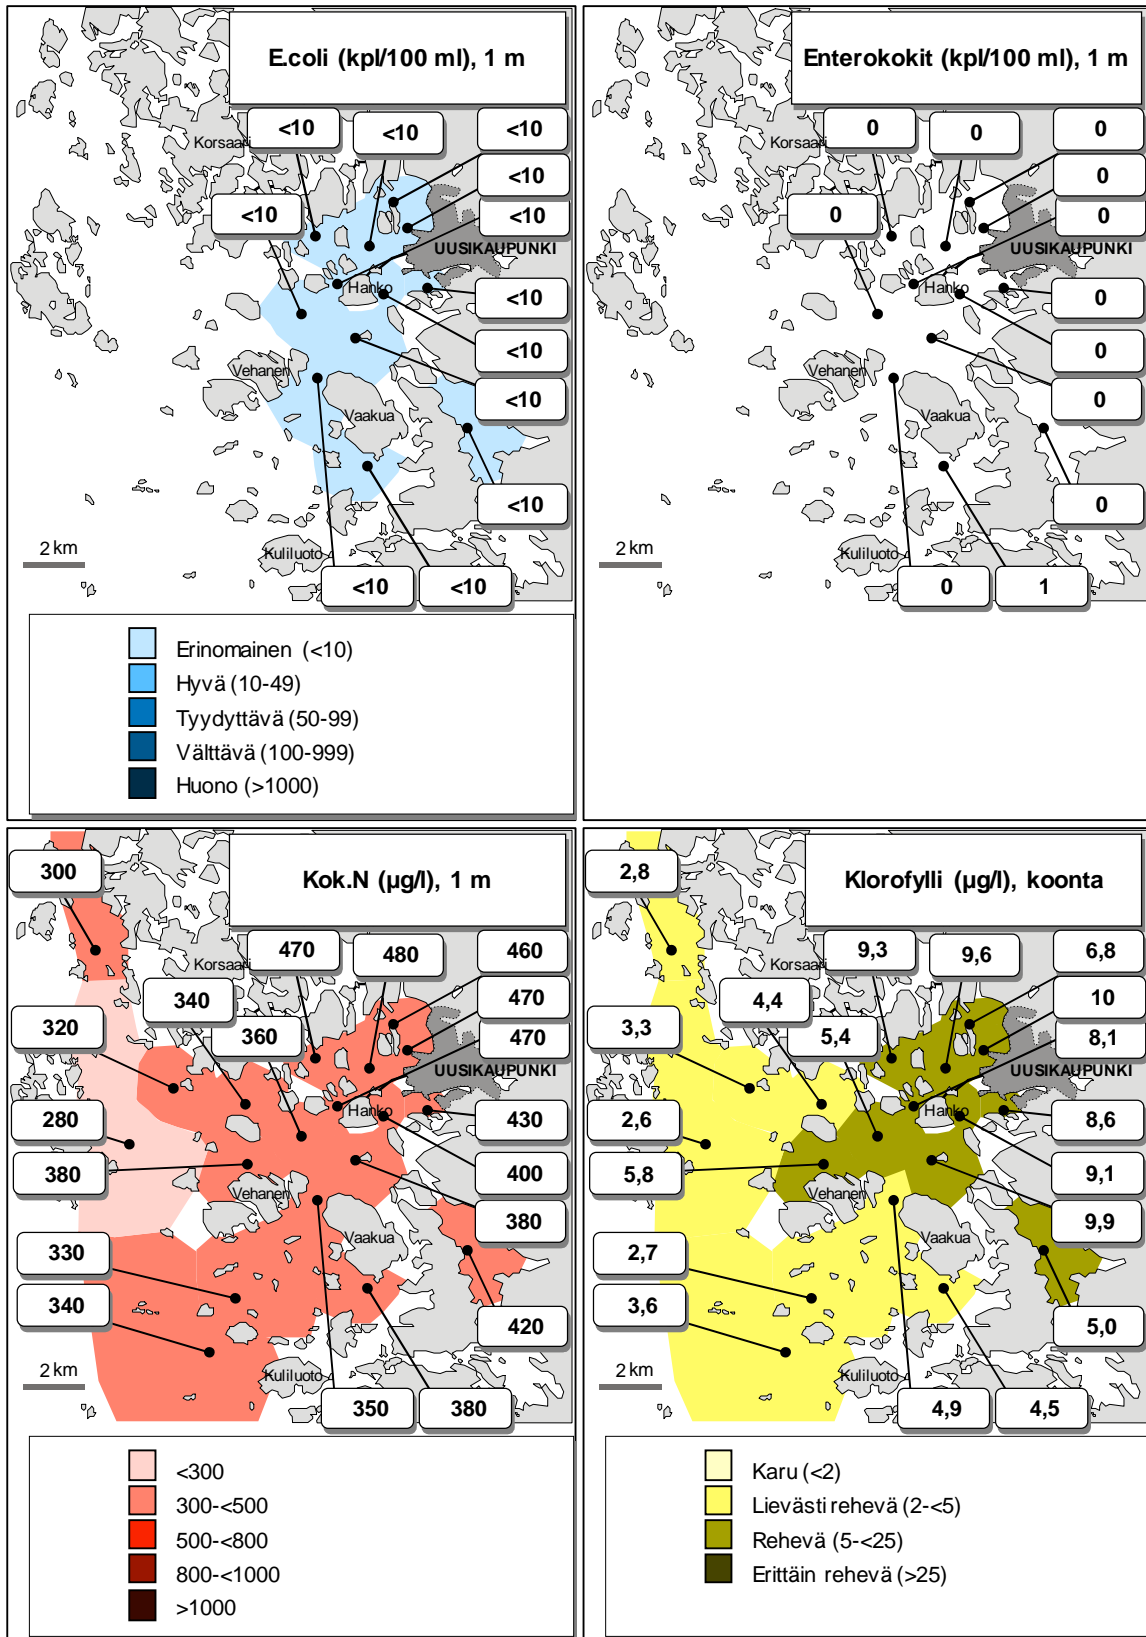 E.coli (kpl/100 ml), 1 m
<10
<10
<10
Korsaari
<10
<10
<10
UUSIKAUPUNKI
Hanko
<10
<10
Vehanen
<10
Vaakua
<10
2 km
Kuliluoto
<10
<10
Erinomainen (<10)
Hyvä (10-49)
Tyydyttävä (50-99)
Välttävä (100-999)
Huono (>1000)
Enterokokit (kpl/100 ml), 1 m
0
0
0
Korsaari
0
0
0
UUSIKAUPUNKI
Hanko
0
0
Vehanen
0
Vaakua
0
2 km
Kuliluoto
0
1
Kok.N (µg/l), 1 m
300
470
480
460
Korsaari
340
470
320
360
470
UUSIKAUPUNKI
280
Hanko
430
380
400
Vehanen
380
Vaakua
330
340
420
2 km
Kuliluoto
350
380
<300
300-<500
500-<800
800-<1000
>1000
Klorofylli (µg/l), koonta
2,8
9,3
9,6
6,8
Korsaari
4,4
10
3,3
5,4
8,1
UUSIKAUPUNKI
2,6
Hanko
8,6
5,8
9,1
Vehanen
9,9
Vaakua
2,7
3,6
5,0
2 km
Kuliluoto
4,9
4,5
Karu (<2)
Lievästi rehevä (2-<5)
Rehevä (5-<25)
Erittäin rehevä (>25)